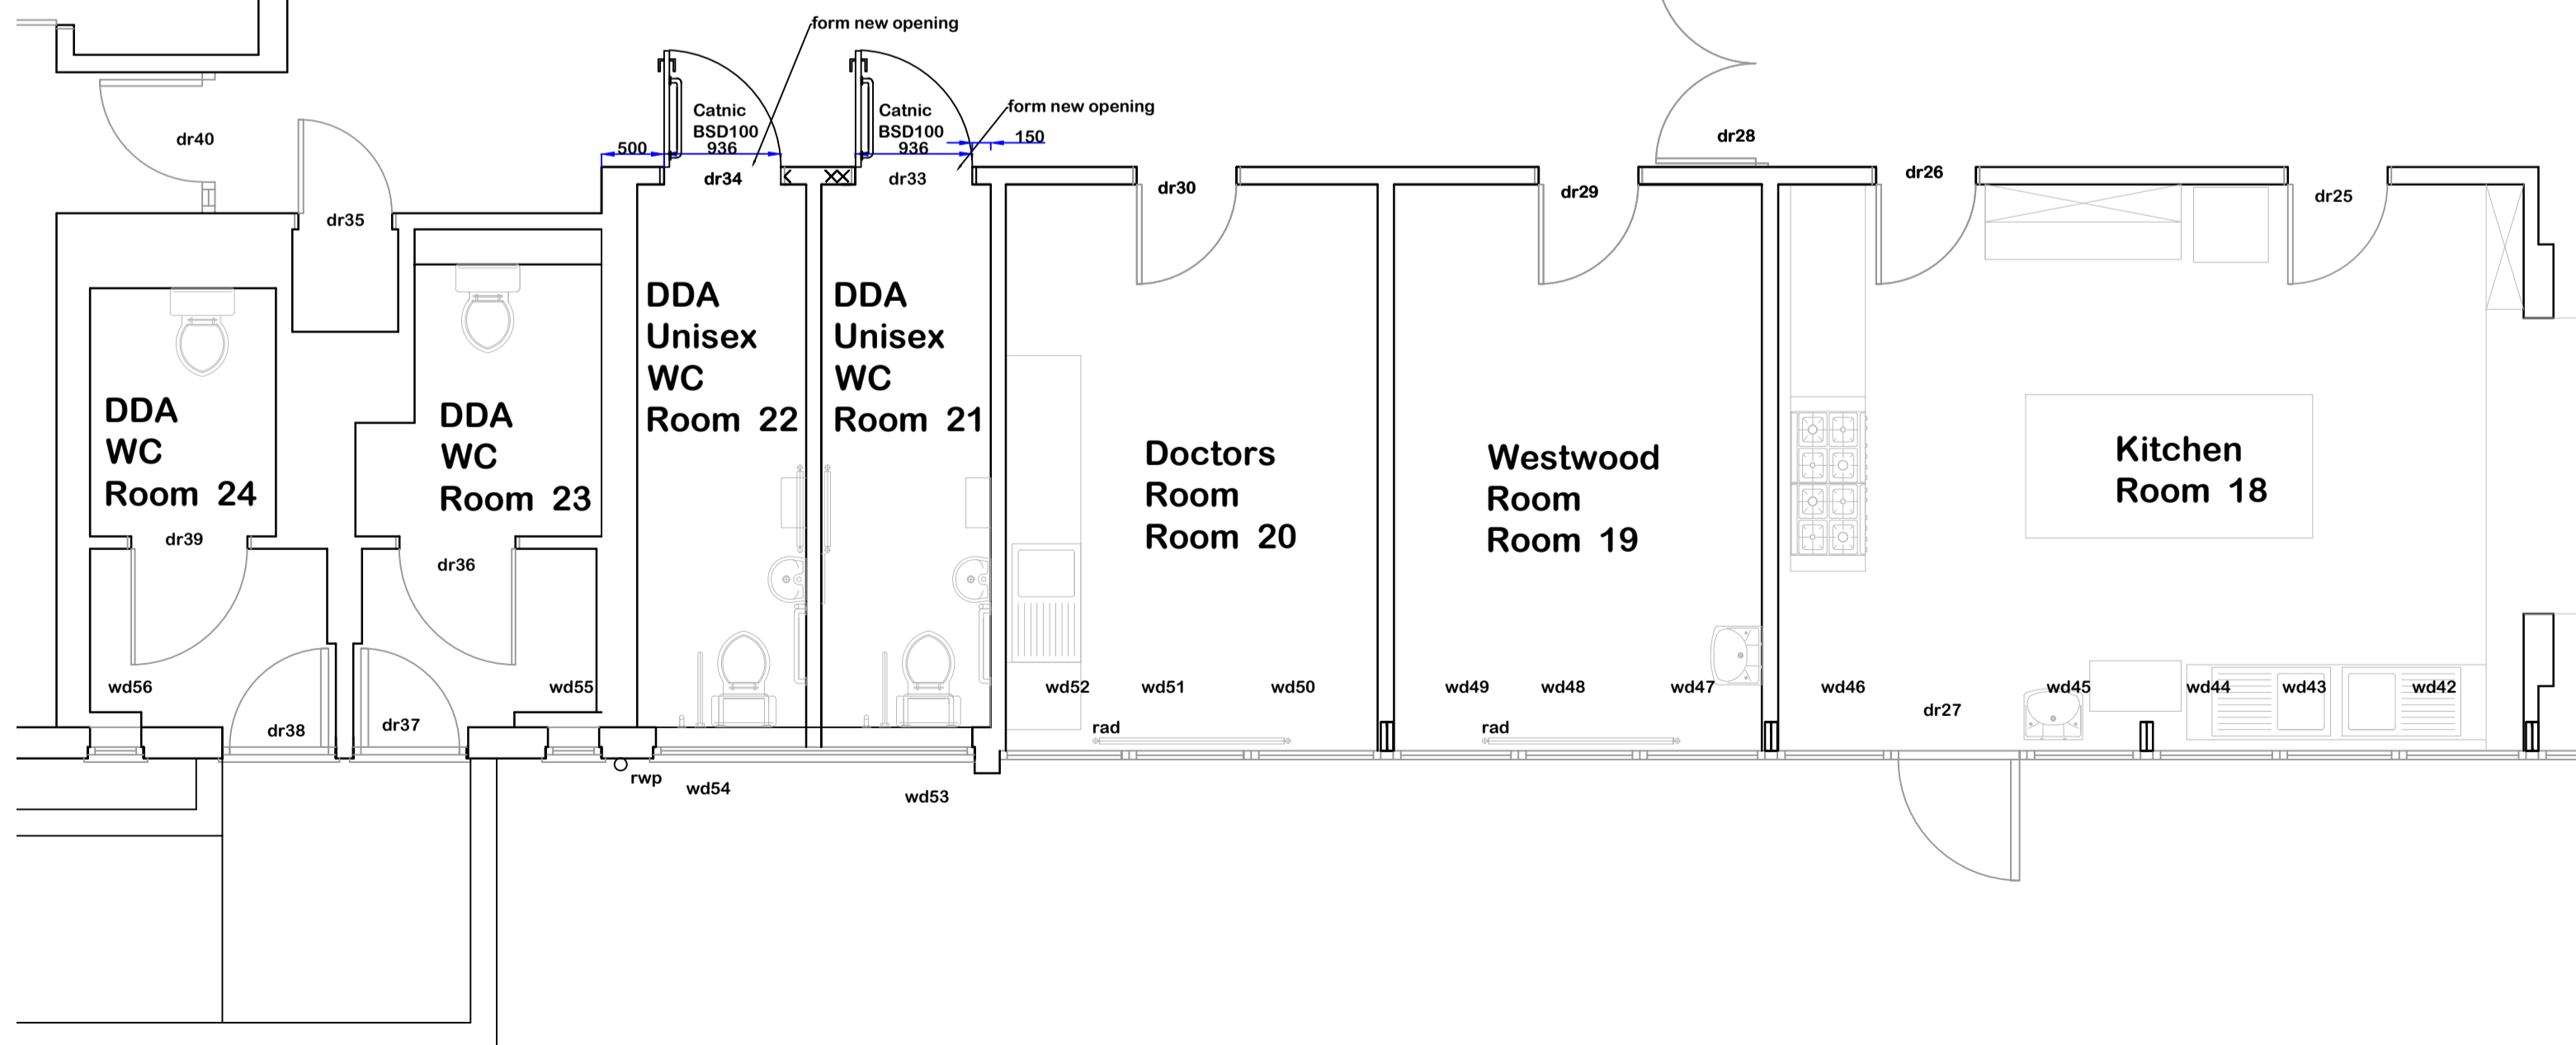 form new opening
form new opening
Catnic
BSD100
936
Catnic
BSD100
936
500
150
dr40
dr35
dr34
dr33
dr30
dr29
dr28
dr26
dr25
DDA
WC
Room 24
DDA
WC
Room 23
DDA
Unisex
WC
Room 22
DDA
Unisex
WC
Room 21
Doctors
Room
Room 20
Westwood
Room
Room 19
Kitchen
Room 18
dr39
dr36
wd56
wd55
wd52
wd51
wd50
wd49
wd48
wd47
wd46
wd45
wd44
wd43
wd42
dr38
dr37
rad
rad
dr27
rwp
wd54
wd53